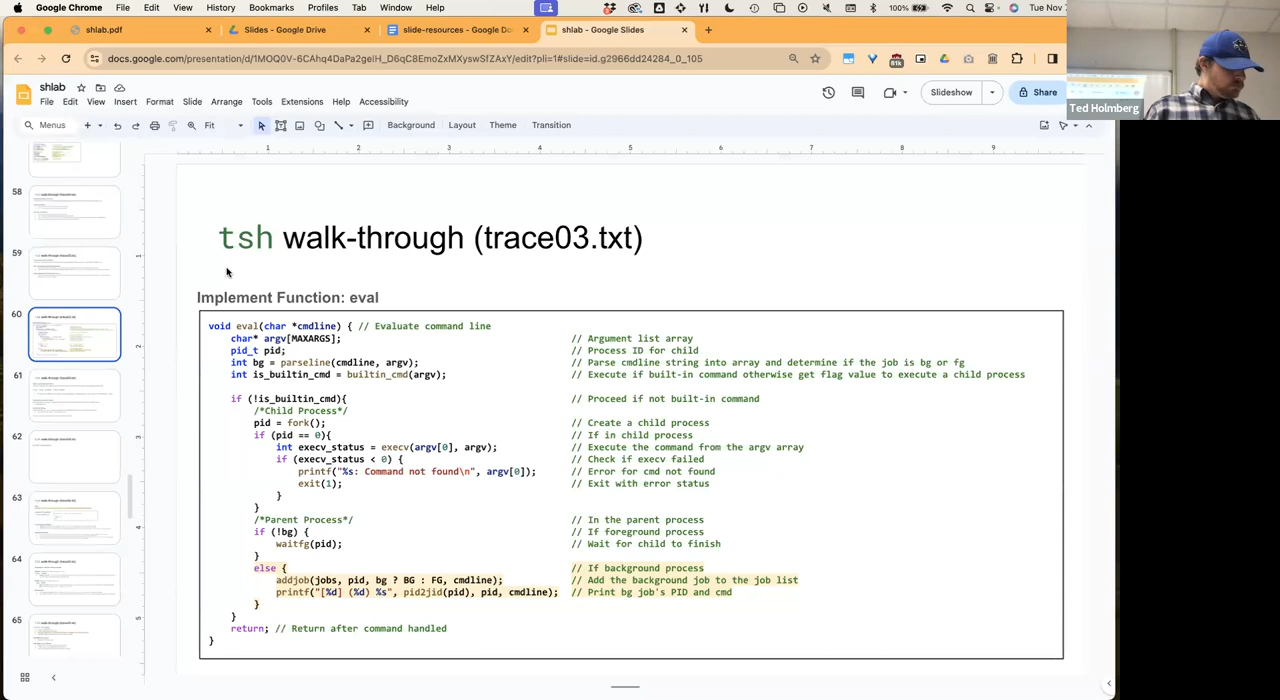 Google Chrome File Edit View History Bookmarks Profiles Tab Window Help 100% Tue Nov
shlab.pdf Slides - Google Drive slide-resources - Google Do shlab - Google Slides
docs.google.com/presentation/d/1MOQ0V-6CAhq4DaPa2gelH_D6qC8EmoZxMXyswSfZAxY/edit?pli=1#slide=id.g2966dd24284_0_105
shlab
File Edit View Insert Format Slide Arrange Tools Extensions Help Accessibility
Slideshow Share
Ted Holmberg
Menus Fit Background Layout Theme Transition
1 2 3 4 5 6 7 8 9
58
59
60
61
62
63
64
65
tsh walk-through (trace03.txt)
Implement Function: eval
void eval(char *cmdline) { // Evaluate command line
char* argv[MAXARGS]; // Argument list array
pid_t pid; // Process ID for child
int bg = parseline(cmdline, argv); // Parse cmdline string into array and determine if the job is bg or fg
int is_builtin_cmd = builtin_cmd(argv); // Execute if built-in command otherwise get flag value to execute a child process
if (!is_builtin_cmd){ // Proceed if not built-in command
/*Child Process*/
pid = fork(); // Create a child process
if (pid == 0){ // If in child process
int execv_status = execv(argv[0], argv); // Execute the command from the argv array
if (execv_status < 0) { // Check if execv failed
printf("%s: Command not found\n", argv[0]); // Error for cmd not found
exit(1); // Exit with error status
}
}
/*Parent Process*/ // In the parent process
if (!bg) { // If foreground process
waitfg(pid); // Wait for child to finish
}
else { // If background process
addjob(jobs, pid, bg ? BG : FG, cmdline); // Add the background job to the job list
printf("[%d] (%d) %s", pid2jid(pid), pid, cmdline); // Print bg job's PID and cmd
}
}
return; // Return after command handled
}